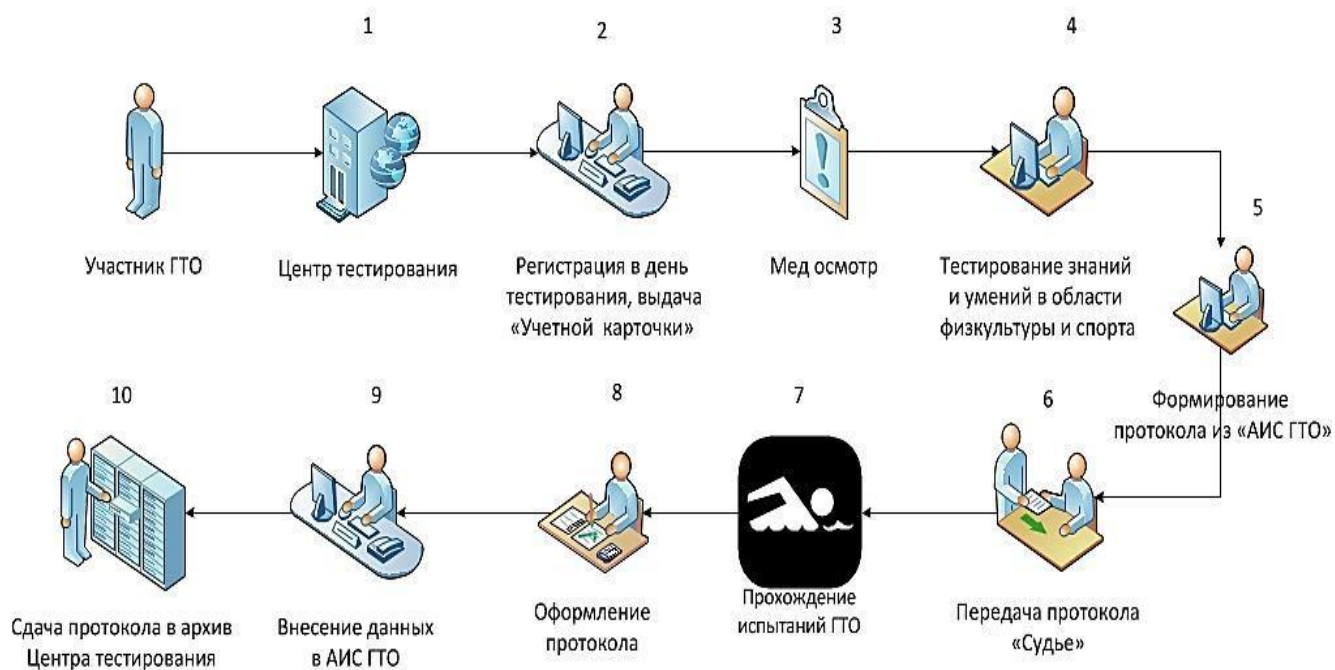 1
2
3
4
Участник ГТО
Центр тестирования
Регистрация в день
тестирования, выдача
«Учетной карточки»
Мед осмотр
Тестирование знаний
и умений в области
физкультуры и спорта
5
Формирование
протокола из «АИС ГТО»
6
Передача протокола
«Судье»
7
Прохождение
испытаний ГТО
8
Оформление
протокола
9
Внесение данных
в АИС ГТО
10
Сдача протокола в архив
Центра тестирования